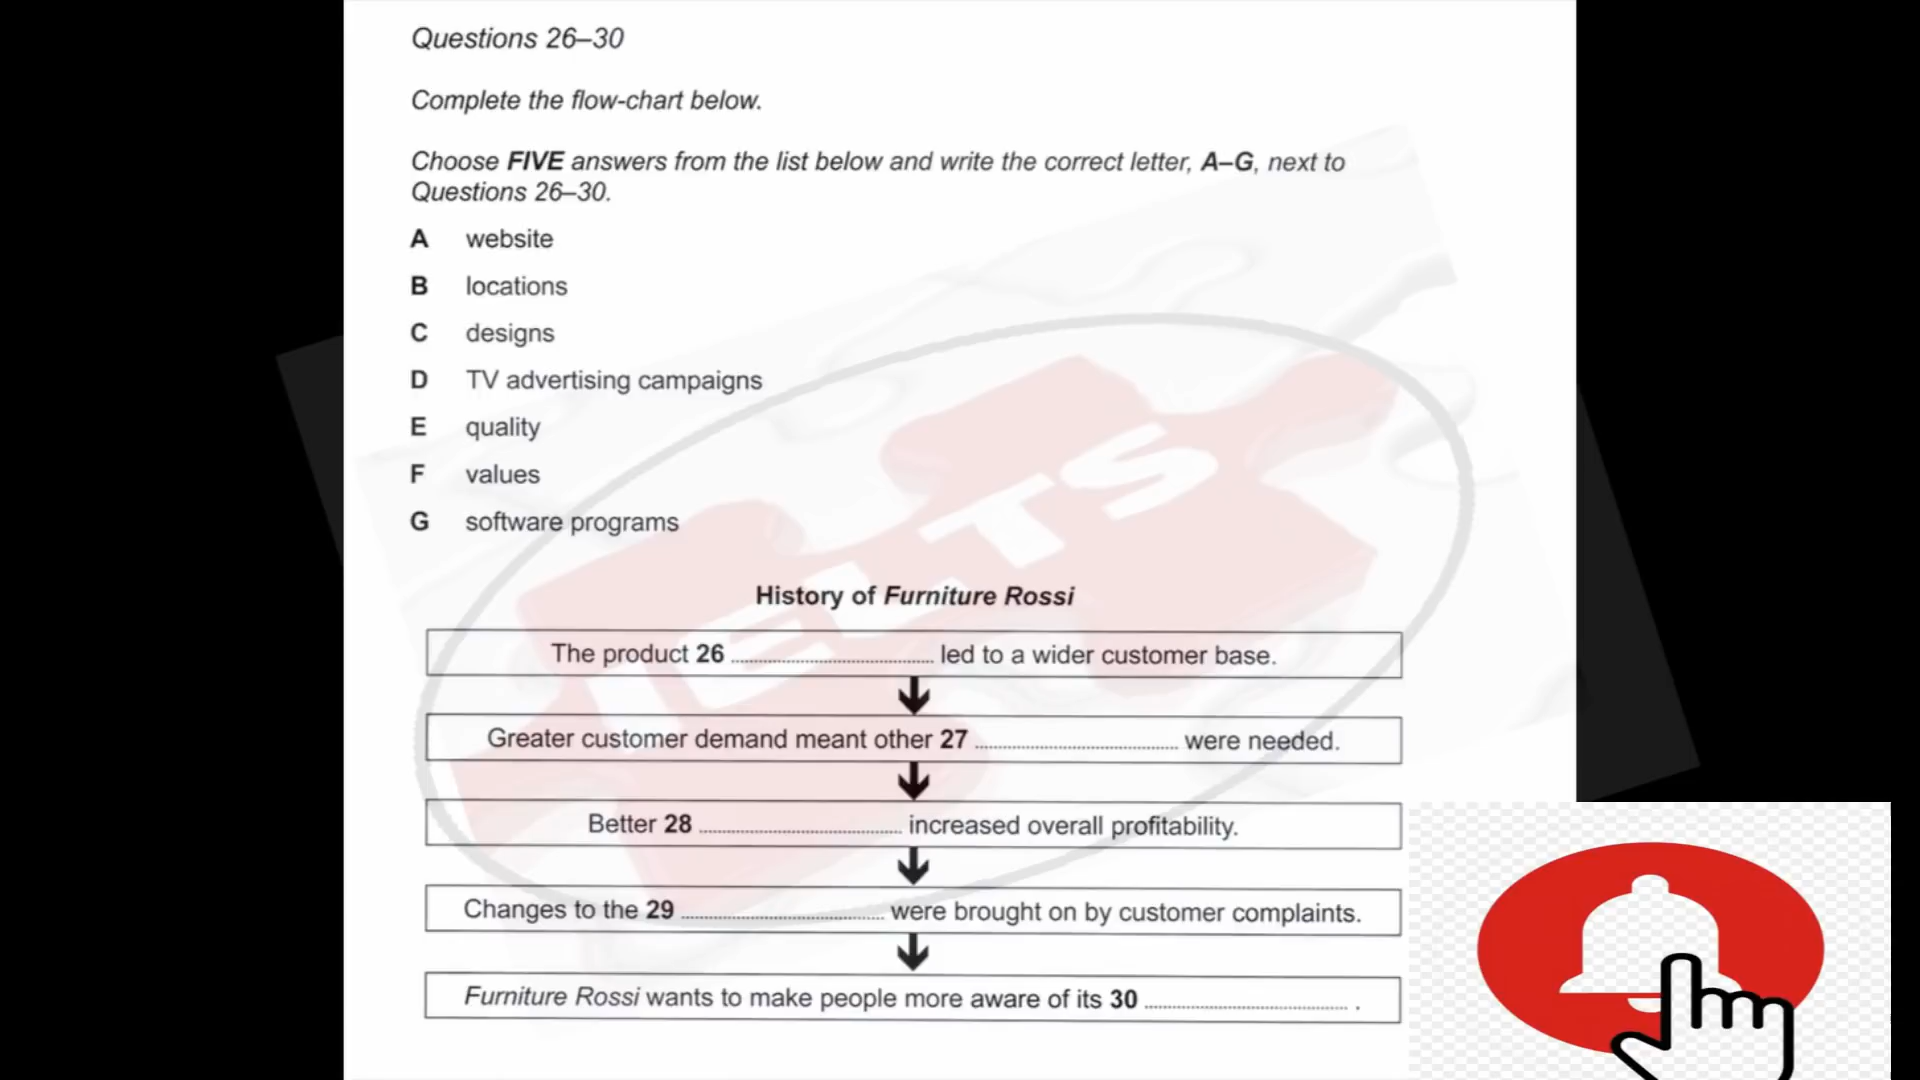 Questions 26–30
Complete the flow-chart below.
Choose FIVE answers from the list below and write the correct letter, A–G, next to
Questions 26–30.
A website
B locations
C designs
D TV advertising campaigns
E quality
F values
G software programs
IELTS
History of Furniture Rossi
The product 26 .............................. led to a wider customer base.
Greater customer demand meant other 27 .............................. were needed.
Better 28 .............................. increased overall profitability.
Changes to the 29 .............................. were brought on by customer complaints.
Furniture Rossi wants to make people more aware of its 30 .............................. .